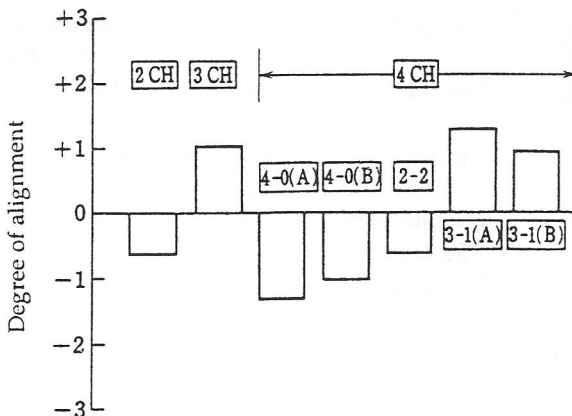 +3
+2
+1
0
−1
−2
−3
Degree of alignment
2 CH
3 CH
4 CH
4-0(A)
4-0(B)
2-2
3-1(A)
3-1(B)